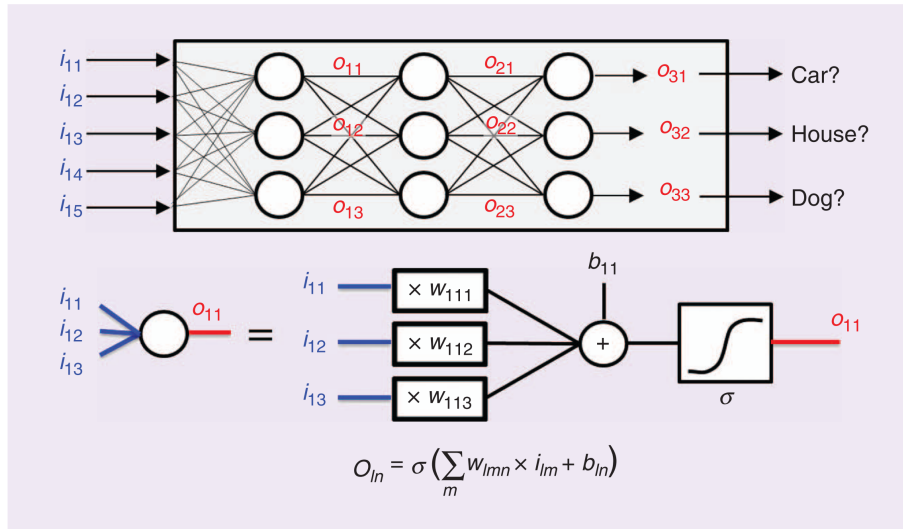 i11 o11 o21 o31 Car?
i12 o12 o22 o32 House?
i13
i14 o13 o23 o33 Dog?
i15
i11 i11 × w111 b11
i12 o11 = i12 × w112 + o11
i13 i13 × w113 σ
Oln = σ (∑m wlmn × ilm + bln)